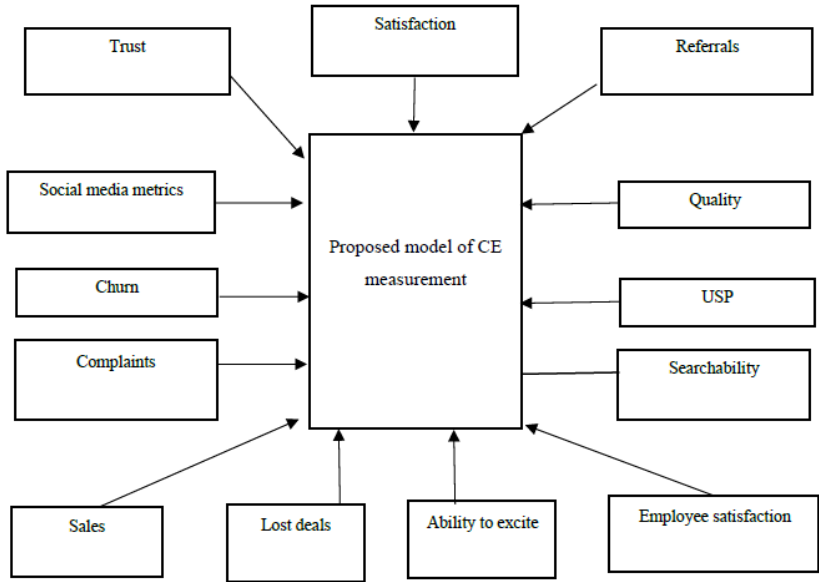 Satisfaction
Trust
Referrals
Social media metrics
Quality
Proposed model of CE
measurement
Churn
USP
Complaints
Searchability
Sales
Lost deals
Ability to excite
Employee satisfaction